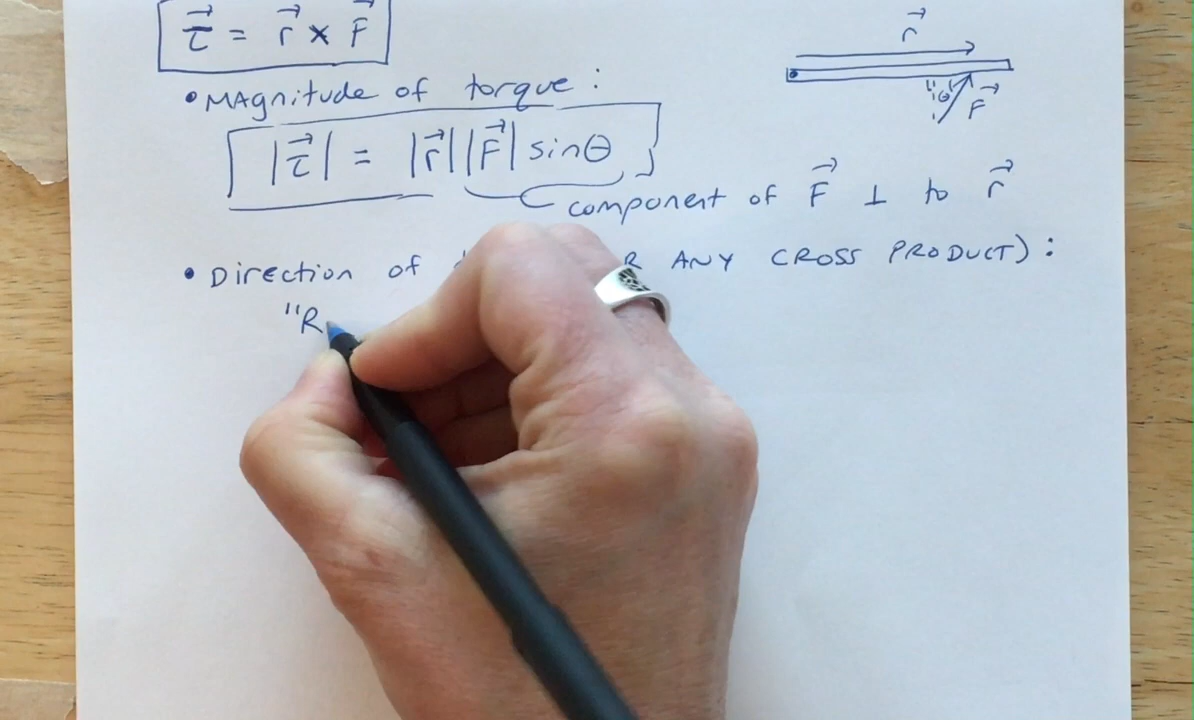 τ⃗ = r⃗ × F⃗
• MAgnitude of torque:
|τ⃗| = |r⃗||F⃗| sinθ
component of F⃗ ⊥ to r⃗
• Direction of R ANY CROSS PRODUCT):
"R
r⃗
θ
F⃗